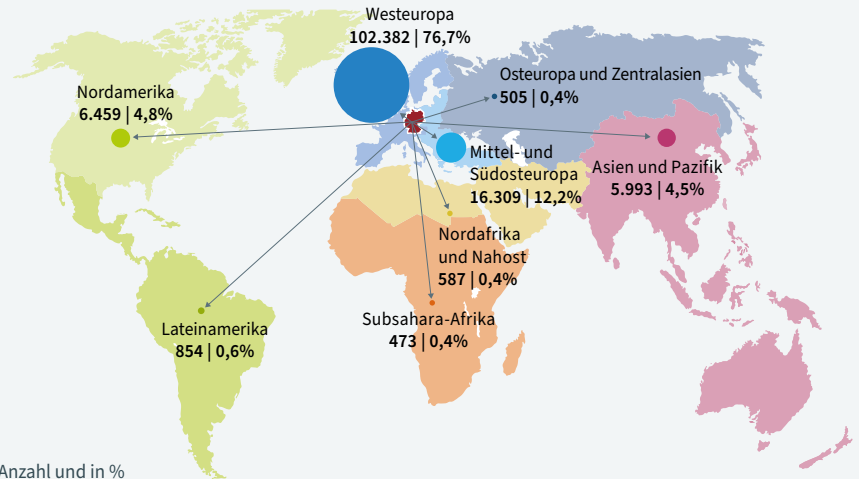 Westeuropa
102.382 | 76,7%
Nordamerika
6.459 | 4,8%
Osteuropa und Zentralasien
505 | 0,4%
Mittel- und
Südosteuropa
16.309 | 12,2%
Asien und Pazifik
5.993 | 4,5%
Nordafrika
und Nahost
587 | 0,4%
Lateinamerika
854 | 0,6%
Subsahara-Afrika
473 | 0,4%
Anzahl und in %